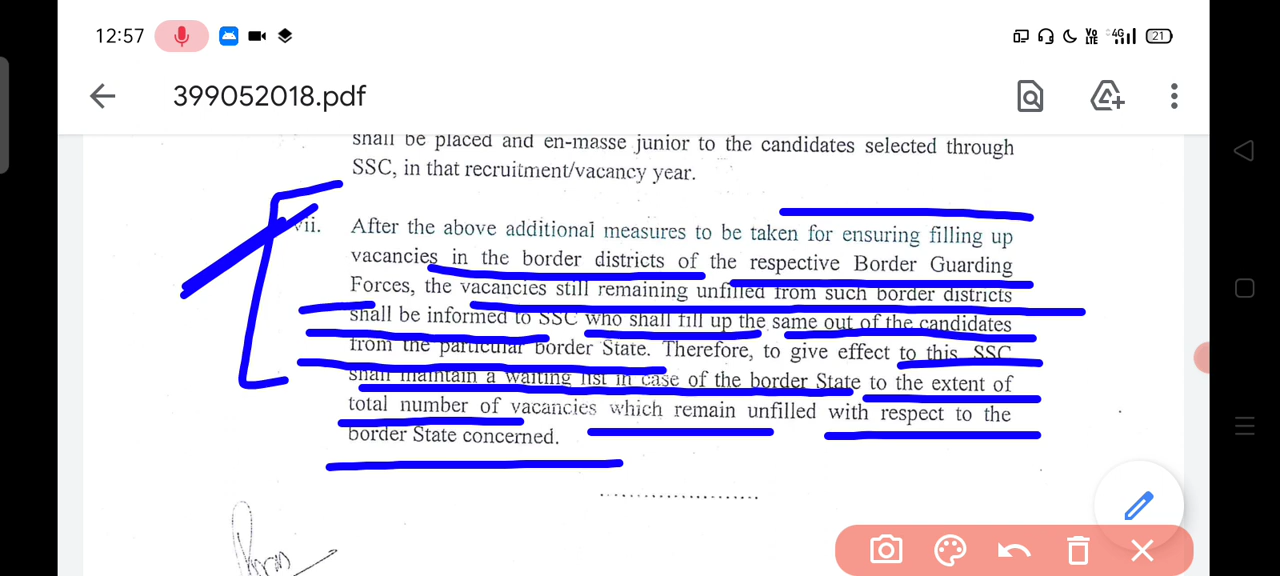 12:57
Vo LTE 4G 21
399052018.pdf
shall be placed and en-masse junior to the candidates selected through
SSC, in that recruitment/vacancy year.
vii. After the above additional measures to be taken for ensuring filling up
vacancies in the border districts of the respective Border Guarding
Forces, the vacancies still remaining unfilled from such border districts
shall be informed to SSC who shall fill up the same out of the candidates
from the particular border State. Therefore, to give effect to this SSC
shall maintain a waiting list in case of the border State to the extent of
total number of vacancies which remain unfilled with respect to the
border State concerned.